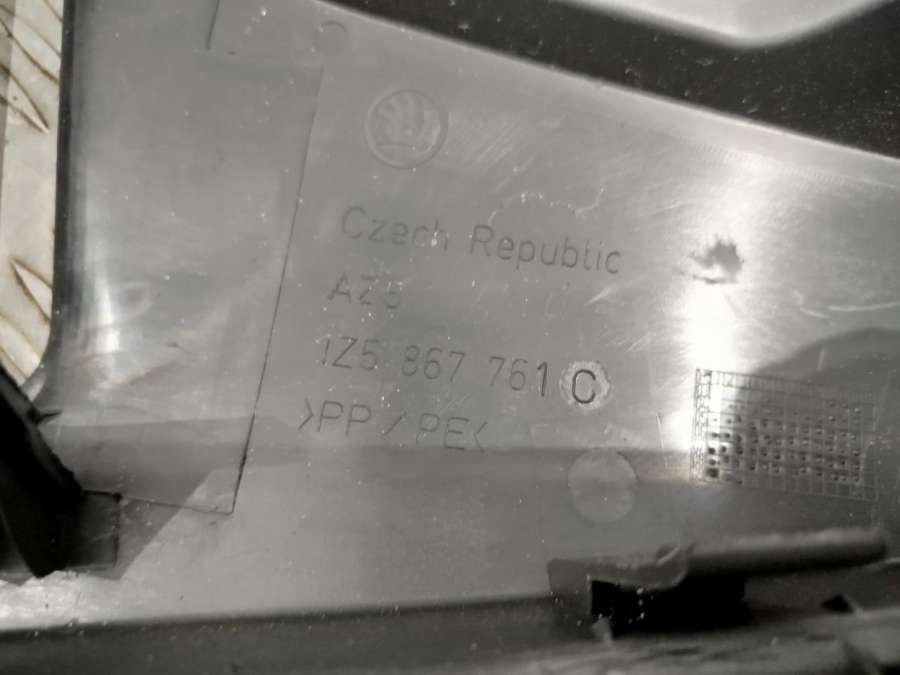 Czech Republic
AZ5
1Z5 867 761 C
>PP/PE<